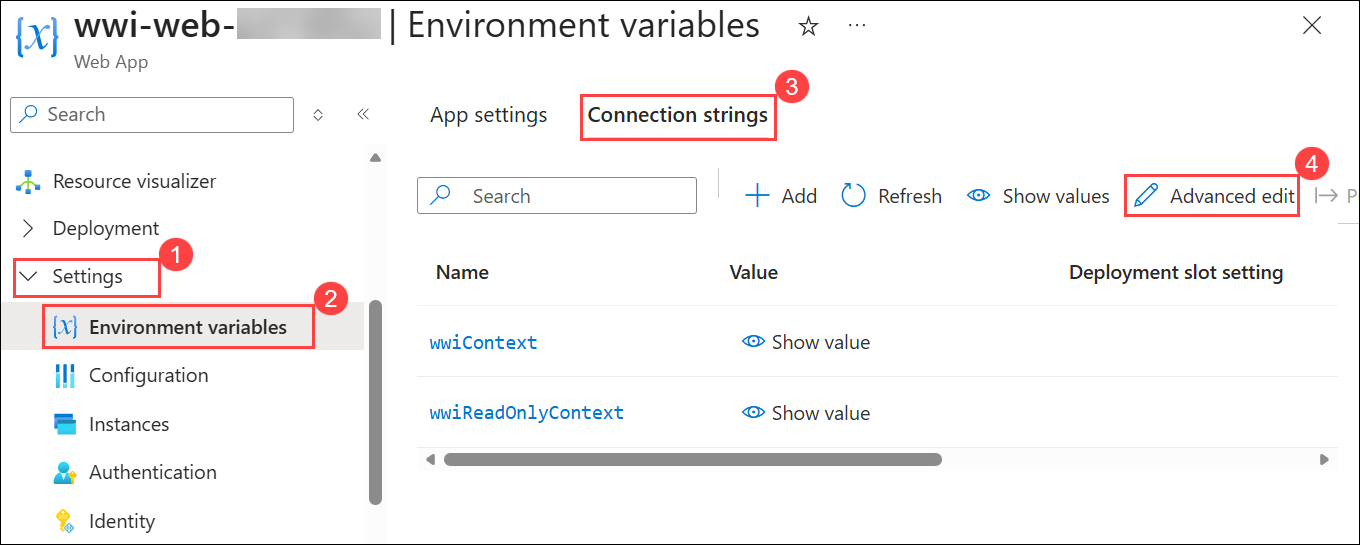 wwi-web- | Environment variables ☆ ...
Web App
Search
Resource visualizer
Deployment
1
Settings
2
Environment variables
Configuration
Instances
Authentication
Identity
3
App settings Connection strings
4
Search Add Refresh Show values Advanced edit P
Name Value Deployment slot setting
wwiContext Show value
wwiReadOnlyContext Show value